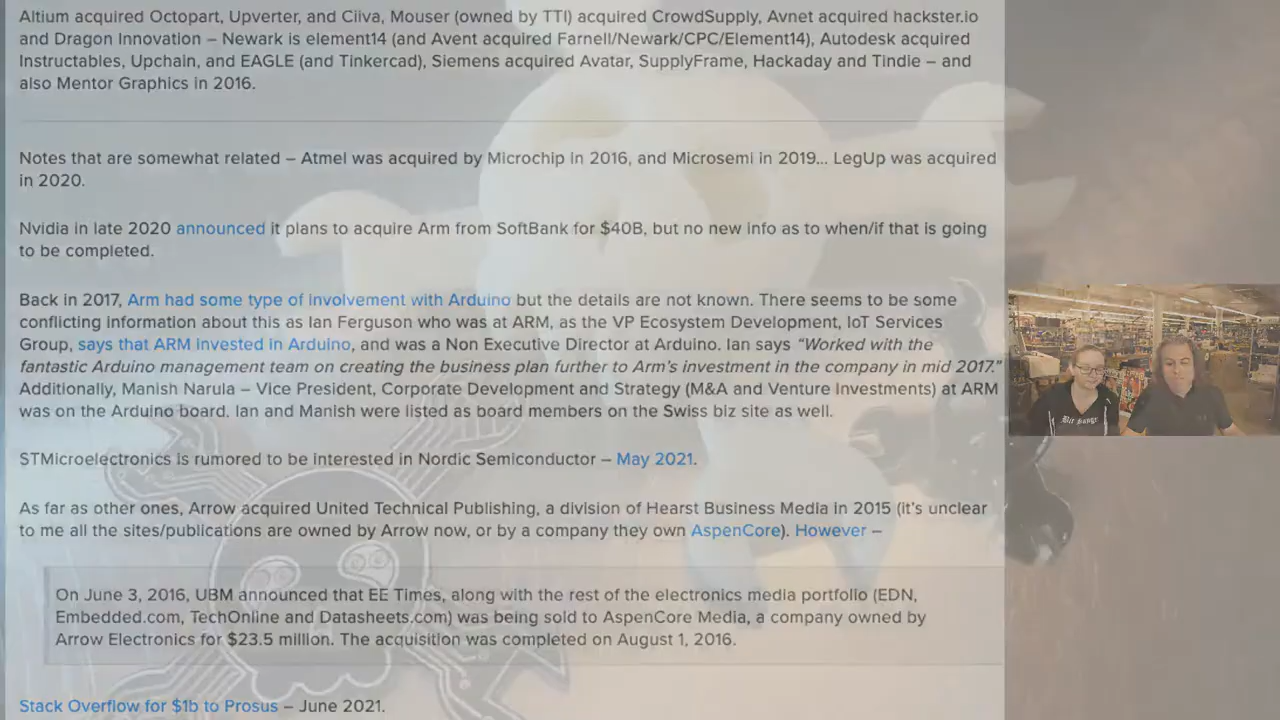 Altium acquired Octopart, Upverter, and Ciiva, Mouser (owned by TTI) acquired CrowdSupply, Avnet acquired hackster.io
and Dragon Innovation – Newark is element14 (and Avent acquired Farnell/Newark/CPC/Element14), Autodesk acquired
Instructables, Upchain, and EAGLE (and Tinkercad), Siemens acquired Avatar, SupplyFrame, Hackaday and Tindie – and
also Mentor Graphics in 2016.
Notes that are somewhat related – Atmel was acquired by Microchip in 2016, and Microsemi in 2019... LegUp was acquired
in 2020.
Nvidia in late 2020 announced it plans to acquire Arm from SoftBank for $40B, but no new info as to when/if that is going
to be completed.
Back in 2017, Arm had some type of involvement with Arduino but the details are not known. There seems to be some
conflicting information about this as Ian Ferguson who was at ARM, as the VP Ecosystem Development, IoT Services
Group, says that ARM invested in Arduino, and was a Non Executive Director at Arduino. Ian says “Worked with the
fantastic Arduino management team on creating the business plan further to Arm’s investment in the company in mid 2017.”
Additionally, Manish Narula – Vice President, Corporate Development and Strategy (M&A and Venture Investments) at ARM
was on the Arduino board. Ian and Manish were listed as board members on the Swiss biz site as well.
STMicroelectronics is rumored to be interested in Nordic Semiconductor – May 2021.
As far as other ones, Arrow acquired United Technical Publishing, a division of Hearst Business Media in 2015 (it’s unclear
to me all the sites/publications are owned by Arrow now, or by a company they own AspenCore). However –
On June 3, 2016, UBM announced that EE Times, along with the rest of the electronics media portfolio (EDN,
Embedded.com, TechOnline and Datasheets.com) was being sold to AspenCore Media, a company owned by
Arrow Electronics for $23.5 million. The acquisition was completed on August 1, 2016.
Stack Overflow for $1b to Prosus – June 2021.